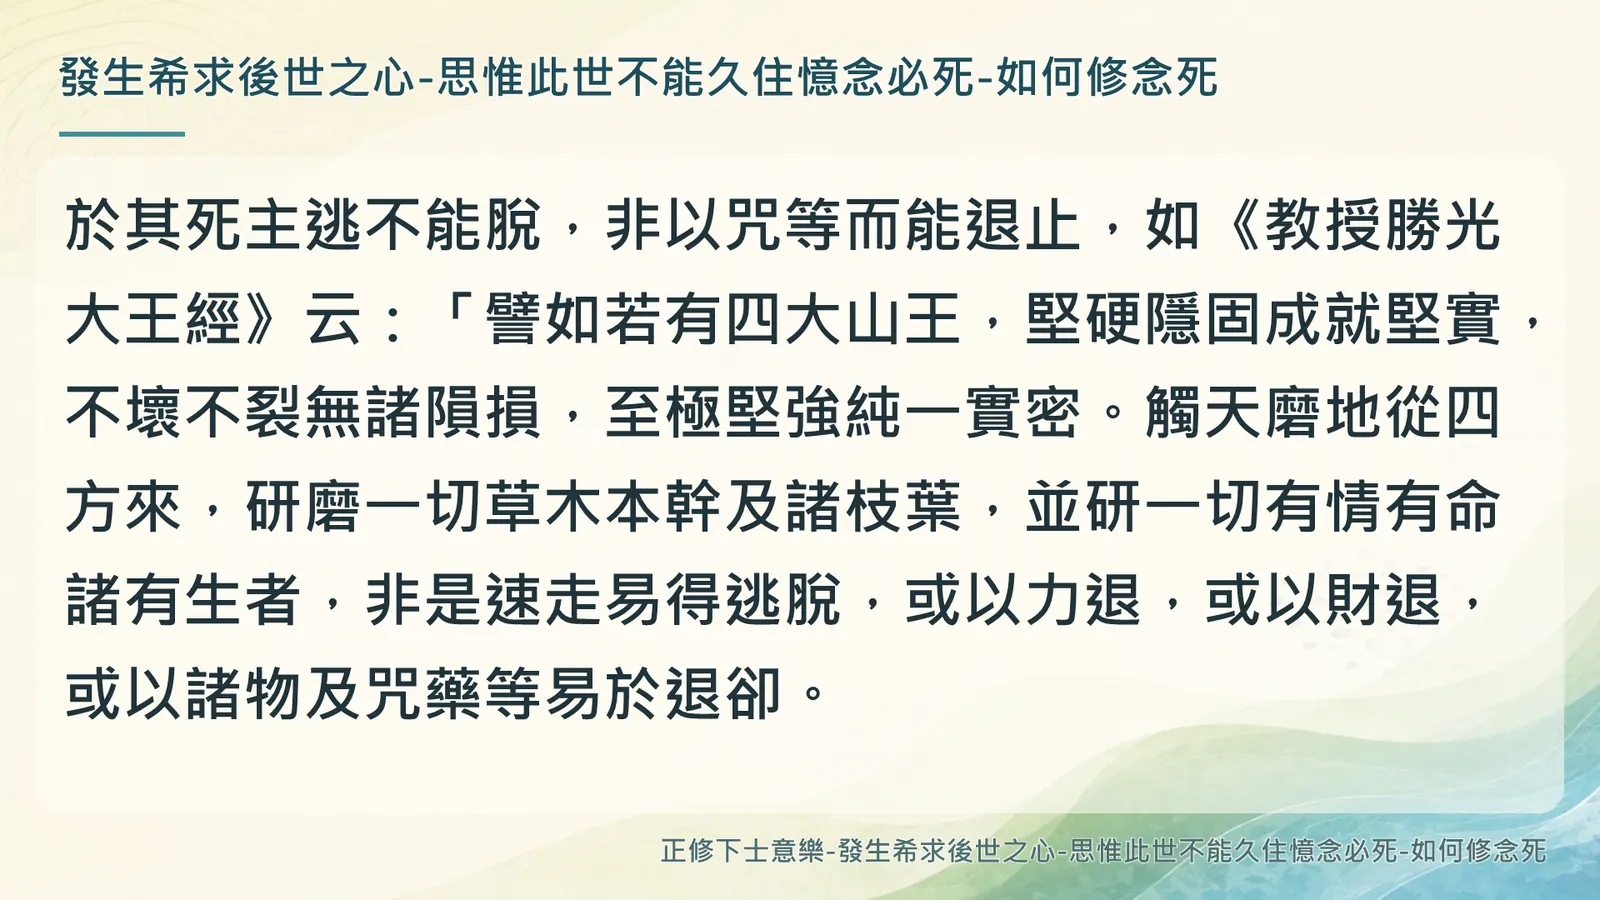 發生希求後世之心-思惟此世不能久住憶念必死-如何修念死
於其死主逃不能脫，非以咒等而能退止，如《教授勝光
大王經》云：「譬如若有四大山王，堅硬隱固成就堅實，
不壞不裂無諸隕損，至極堅強純一實密。觸天磨地從四
方來，研磨一切草木本幹及諸枝葉，並研一切有情有命
諸有生者，非是速走易得逃脫，或以力退，或以財退，
或以諸物及咒藥等易於退卻。
正修下士意樂-發生希求後世之心-思惟此世不能久住憶念必死-如何修念死